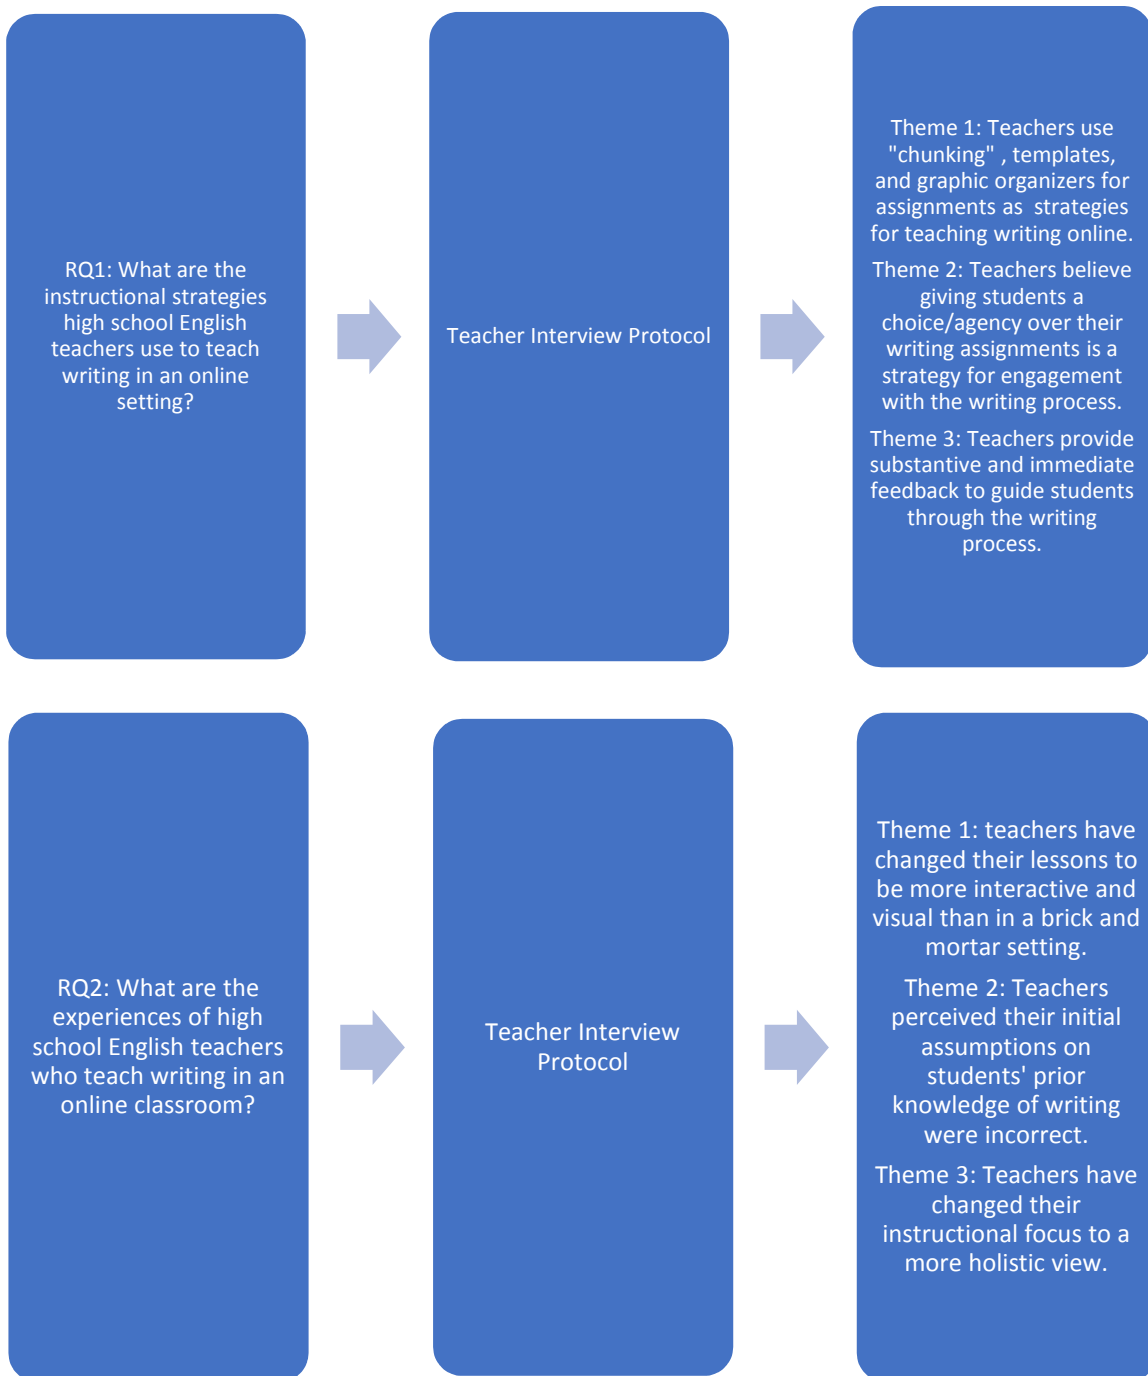 RQ1: What are the
instructional strategies
high school English
teachers use to teach
writing in an online
setting?
Teacher Interview Protocol
Theme 1: Teachers use
"chunking" , templates,
and graphic organizers for
assignments as strategies
for teaching writing online.
Theme 2: Teachers believe
giving students a
choice/agency over their
writing assignments is a
strategy for engagement
with the writing process.
Theme 3: Teachers provide
substantive and immediate
feedback to guide students
through the writing
process.
RQ2: What are the
experiences of high
school English teachers
who teach writing in an
online classroom?
Teacher Interview
Protocol
Theme 1: teachers have
changed their lessons to
be more interactive and
visual than in a brick and
mortar setting.
Theme 2: Teachers
perceived their initial
assumptions on
students' prior
knowledge of writing
were incorrect.
Theme 3: Teachers have
changed their
instructional focus to a
more holistic view.